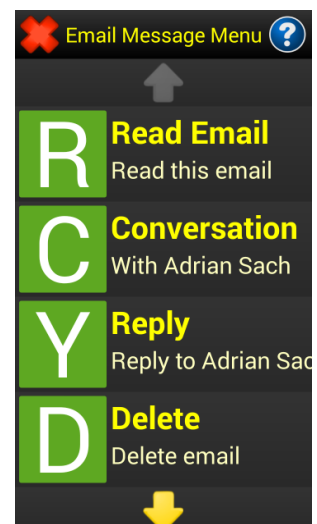 Email Message Menu ?
R
Read Email
Read this email
C
Conversation
With Adrian Sach
Y
Reply
Reply to Adrian Sac
D
Delete
Delete email